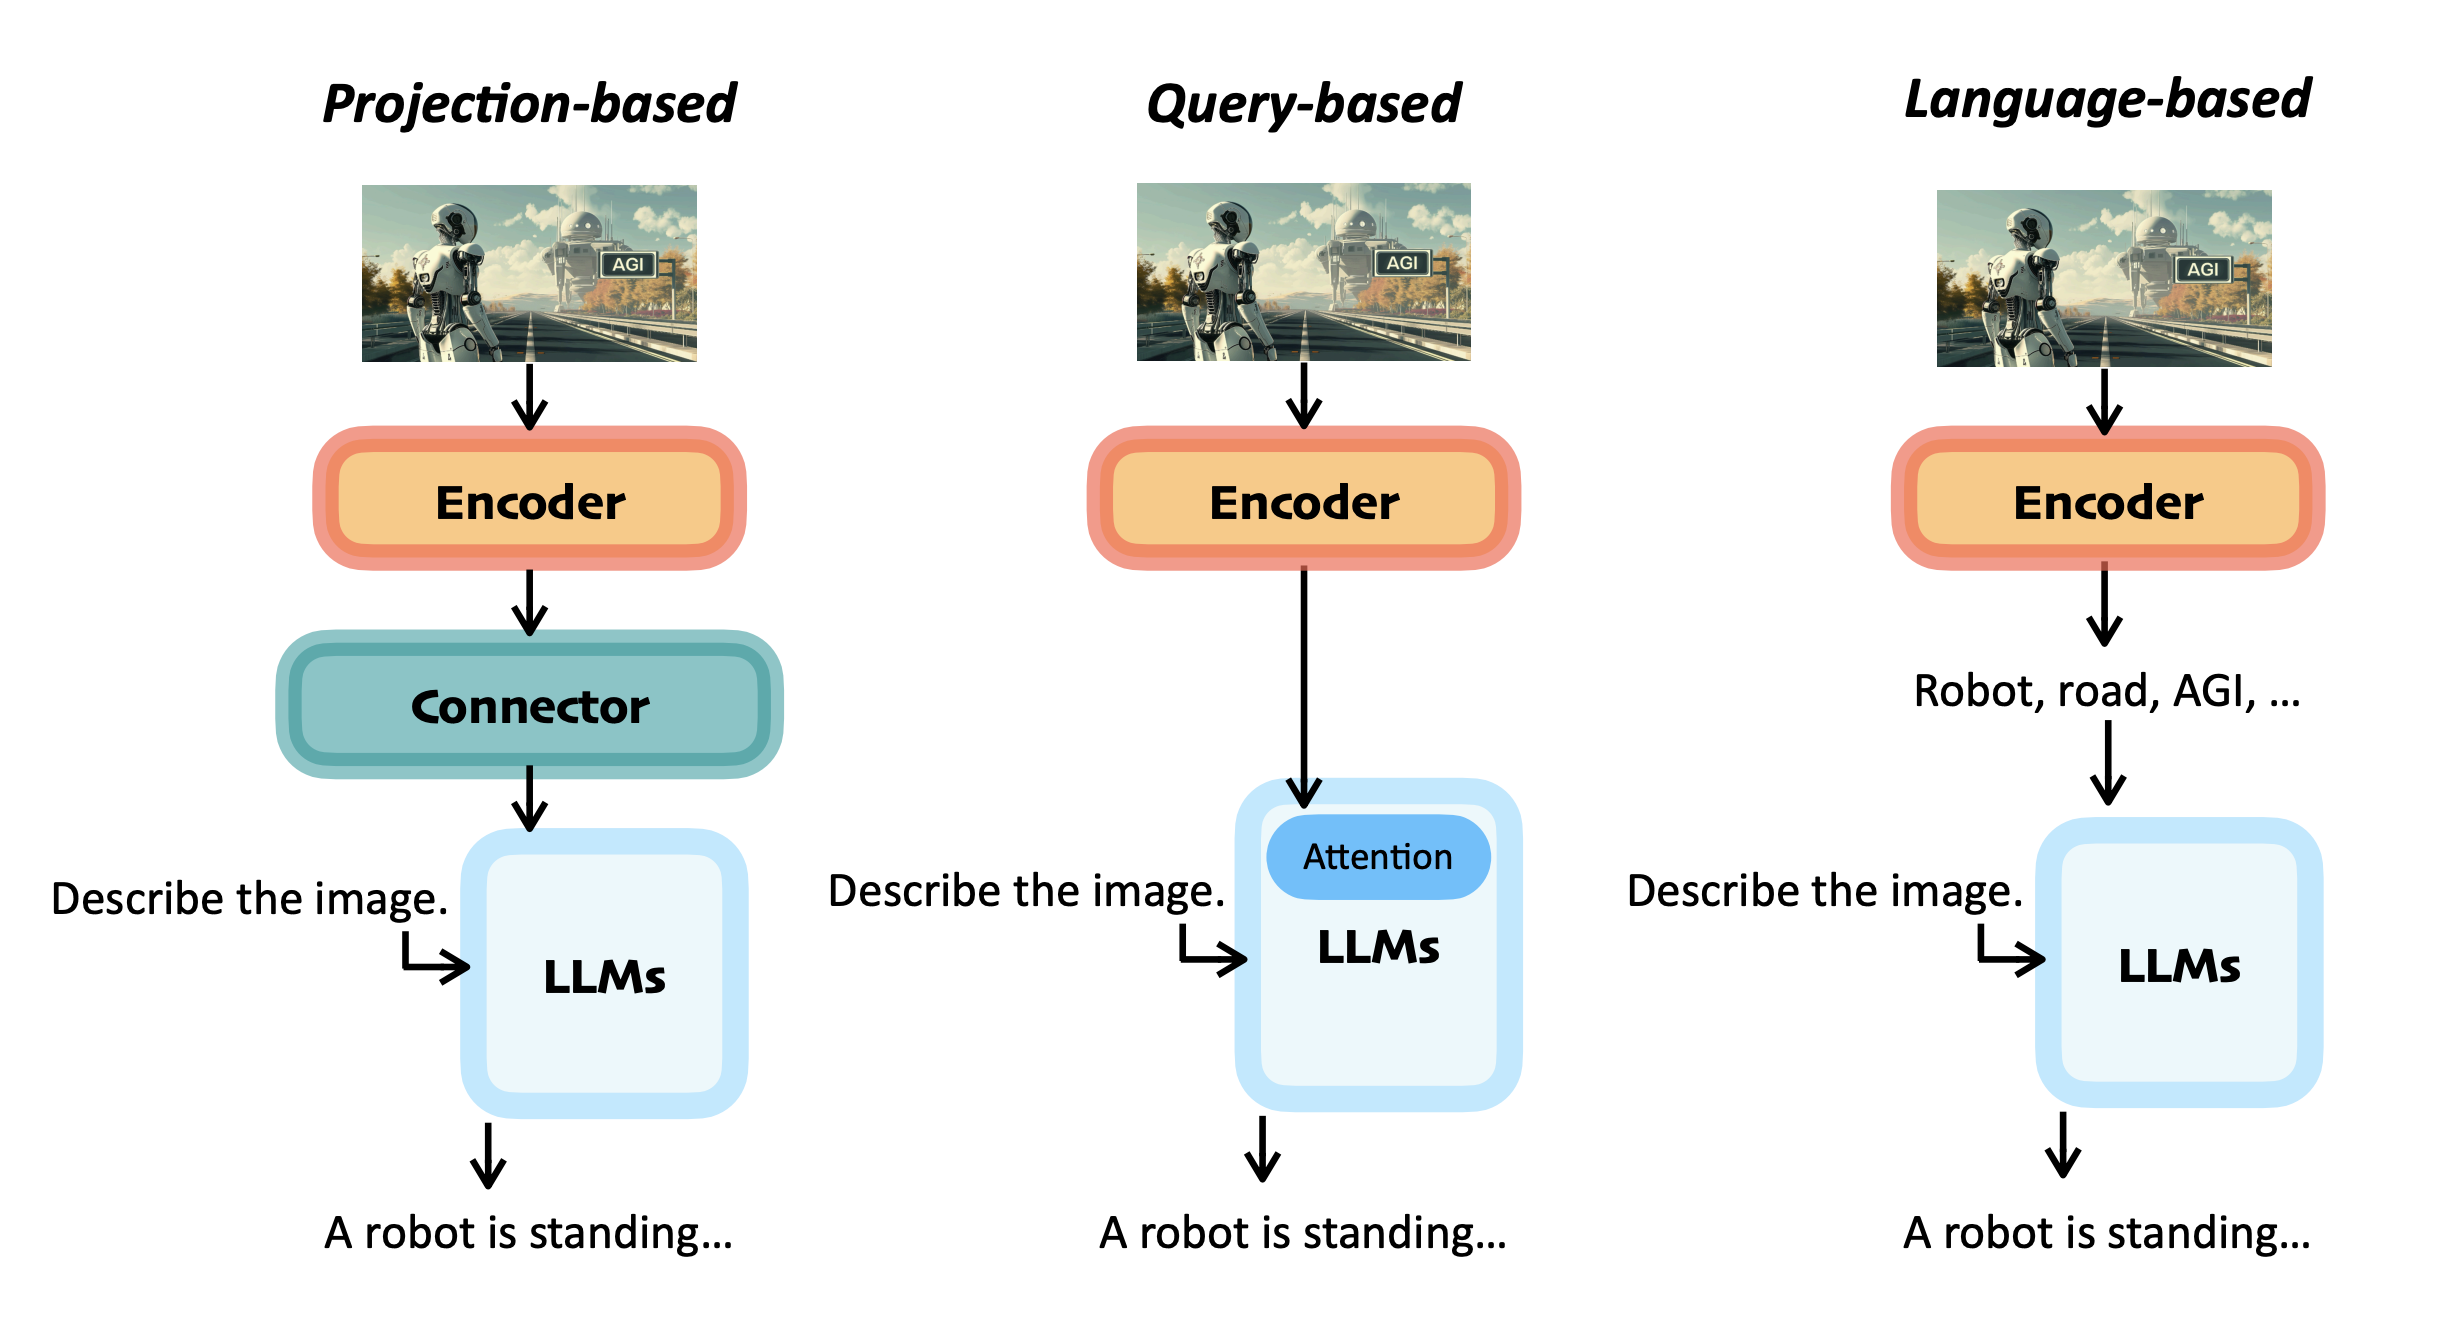 Projection-based
AGI
Encoder
Connector
Describe the image.
LLMs
A robot is standing...
Query-based
AGI
Encoder
Attention
Describe the image.
LLMs
A robot is standing...
Language-based
AGI
Encoder
Robot, road, AGI, ...
Describe the image.
LLMs
A robot is standing...